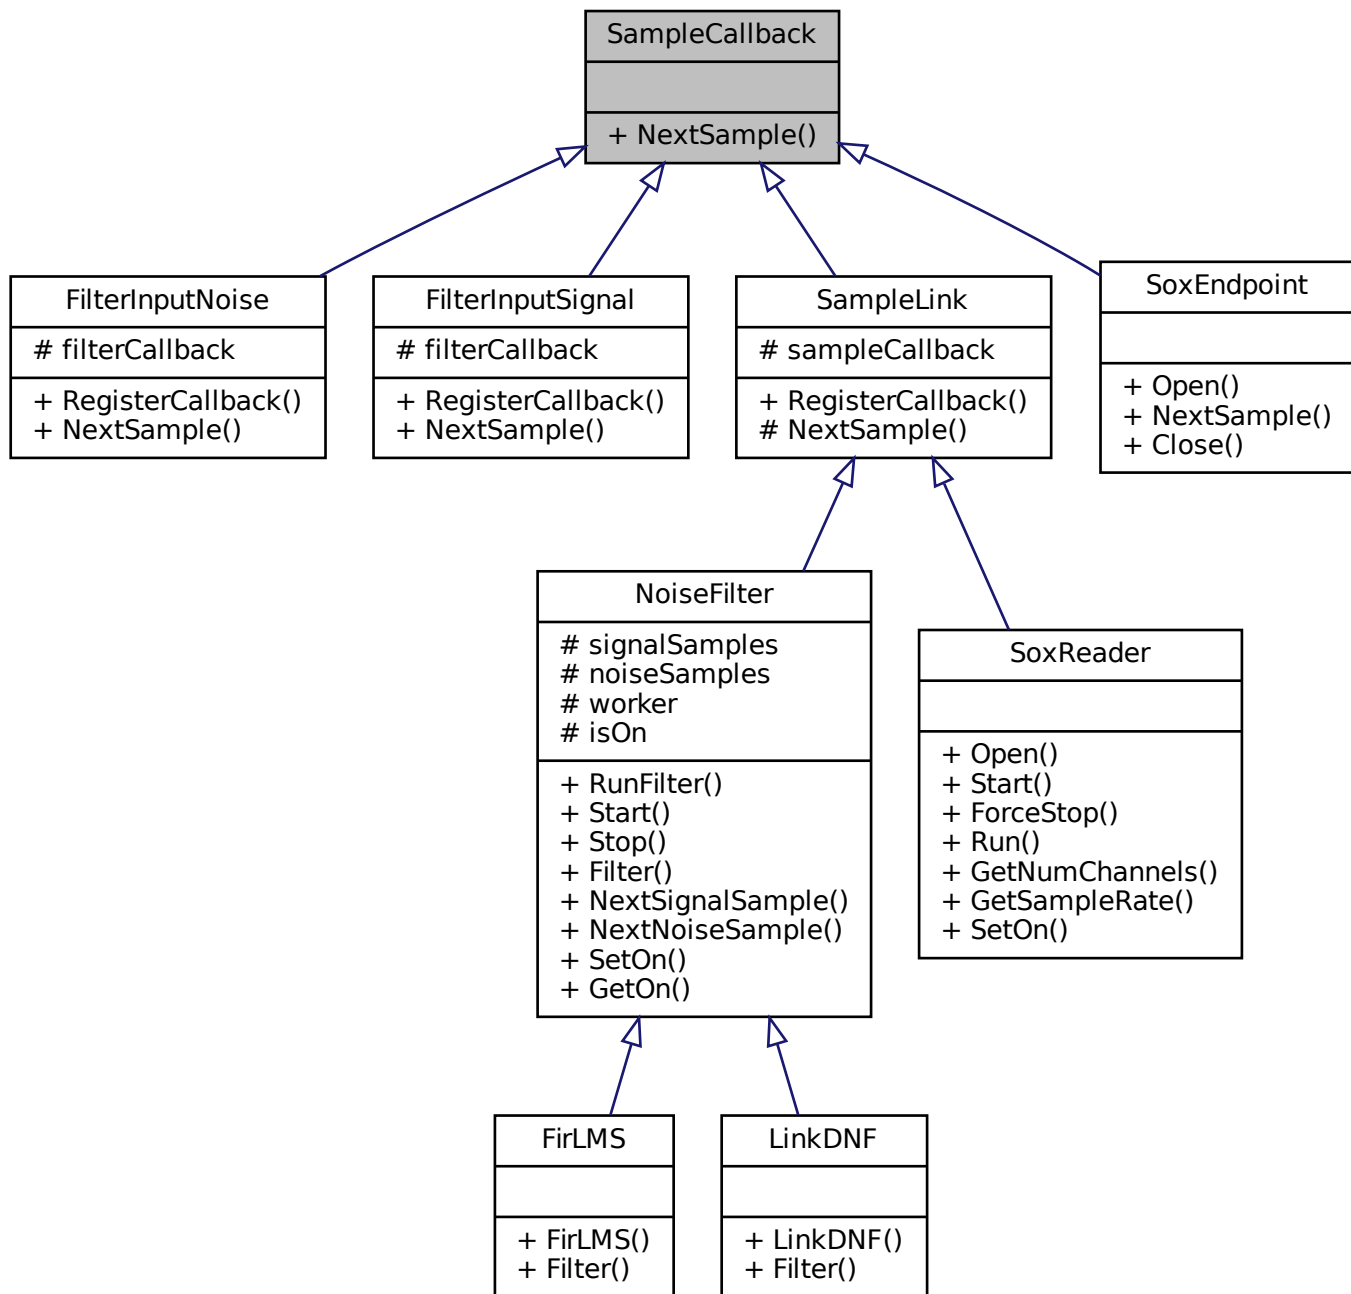 SampleCallback
+ NextSample()
FilterInputNoise
# filterCallback
+ RegisterCallback()
+ NextSample()
FilterInputSignal
# filterCallback
+ RegisterCallback()
+ NextSample()
SampleLink
# sampleCallback
+ RegisterCallback()
# NextSample()
SoxEndpoint
+ Open()
+ NextSample()
+ Close()
NoiseFilter
# signalSamples
# noiseSamples
# worker
# isOn
+ RunFilter()
+ Start()
+ Stop()
+ Filter()
+ NextSignalSample()
+ NextNoiseSample()
+ SetOn()
+ GetOn()
SoxReader
+ Open()
+ Start()
+ ForceStop()
+ Run()
+ GetNumChannels()
+ GetSampleRate()
+ SetOn()
FirLMS
+ FirLMS()
+ Filter()
LinkDNF
+ LinkDNF()
+ Filter()